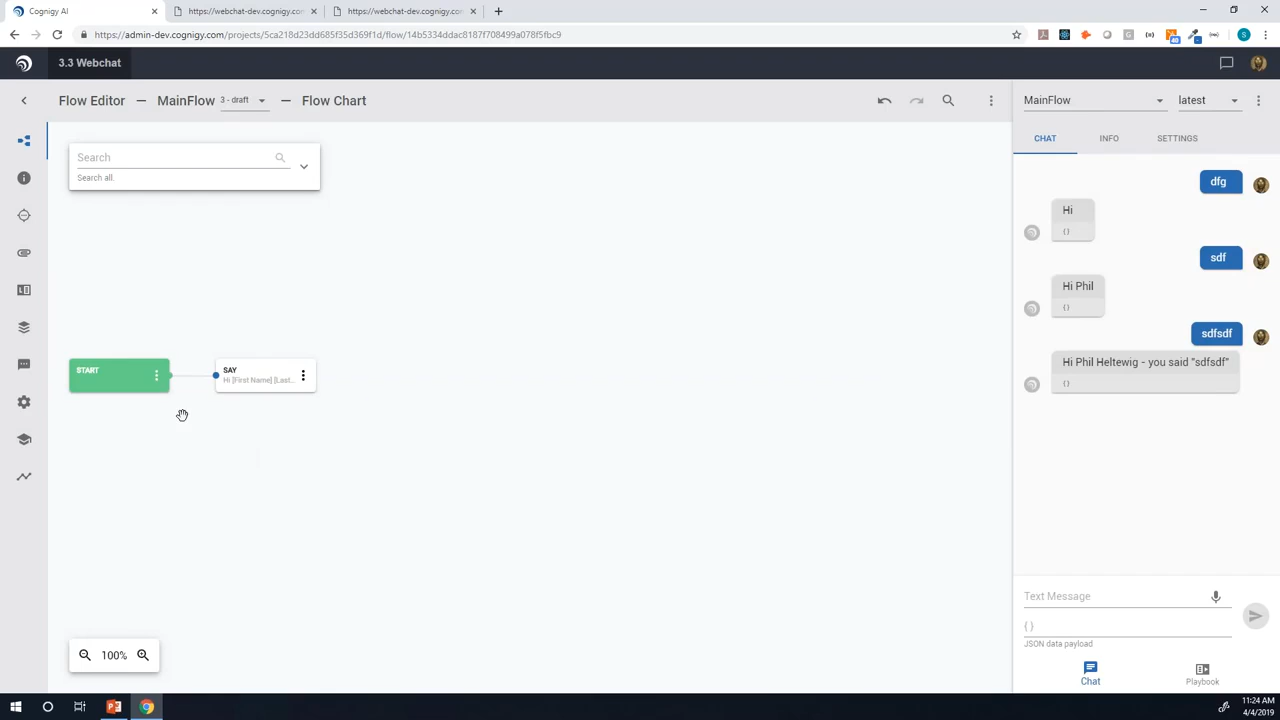 Cognigy AI
https://webchat-dev.cognigy.com/
https://webchat-dev.cognigy.com/
https://admin-dev.cognigy.com/projects/5ca218d23dd685f35d369f1d/flow/14b5334ddac8187f708499a078f5fbc9
3.3 Webchat
Flow Editor — MainFlow 3 - draft — Flow Chart
MainFlow
latest
CHAT
INFO
SETTINGS
Search
Search all.
START
SAY
Hi [First Name] [Last...
100%
dfg
Hi
{}
sdf
Hi Phil
{}
sdfsdf
Hi Phil Heltewig - you said "sdfsdf"
{}
Text Message
{ }
JSON data payload
Chat
Playbook
11:24 AM
4/4/2019